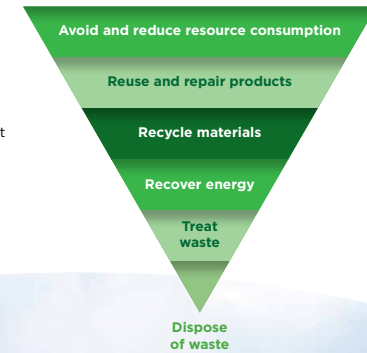 Avoid and reduce resource consumption
Reuse and repair products
t
Recycle materials
Recover energy
Treat
waste
Dispose
of waste